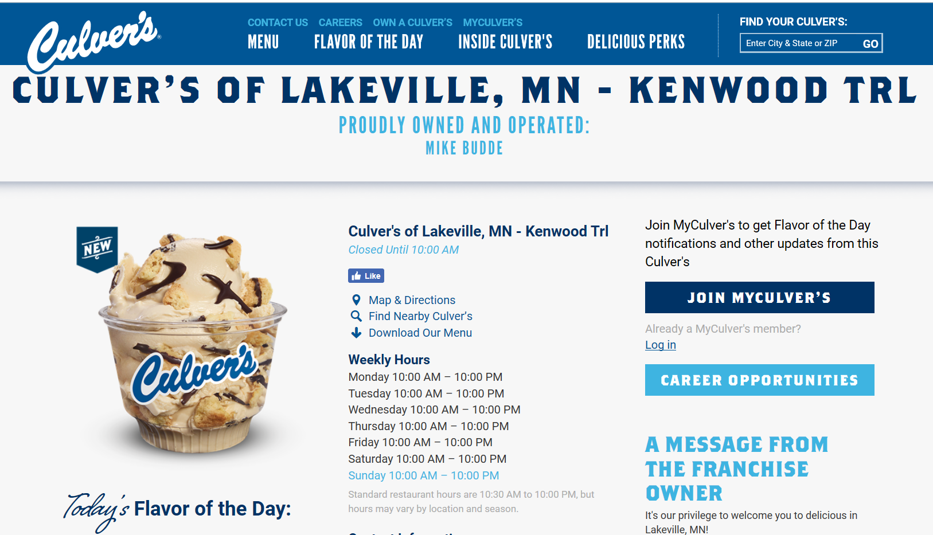 Culver's
CONTACT US CAREERS OWN A CULVER'S MYCULVER'S
MENU FLAVOR OF THE DAY INSIDE CULVER'S DELICIOUS PERKS
FIND YOUR CULVER'S:
Enter City & State or ZIP GO
CULVER'S OF LAKEVILLE, MN - KENWOOD TRL
PROUDLY OWNED AND OPERATED:
MIKE BUDDE
NEW
Culver's
Today's Flavor of the Day:
Culver's of Lakeville, MN - Kenwood Trl
Closed Until 10:00 AM
Like
Map & Directions
Find Nearby Culver's
Download Our Menu
Weekly Hours
Monday 10:00 AM – 10:00 PM
Tuesday 10:00 AM – 10:00 PM
Wednesday 10:00 AM – 10:00 PM
Thursday 10:00 AM – 10:00 PM
Friday 10:00 AM – 10:00 PM
Saturday 10:00 AM – 10:00 PM
Sunday 10:00 AM – 10:00 PM
Standard restaurant hours are 10:30 AM to 10:00 PM, but
hours may vary by location and season.
Join MyCulver's to get Flavor of the Day
notifications and other updates from this
Culver's
JOIN MYCULVER'S
Already a MyCulver's member?
Log in
CAREER OPPORTUNITIES
A MESSAGE FROM
THE FRANCHISE
OWNER
It's our privilege to welcome you to delicious in
Lakeville, MN!